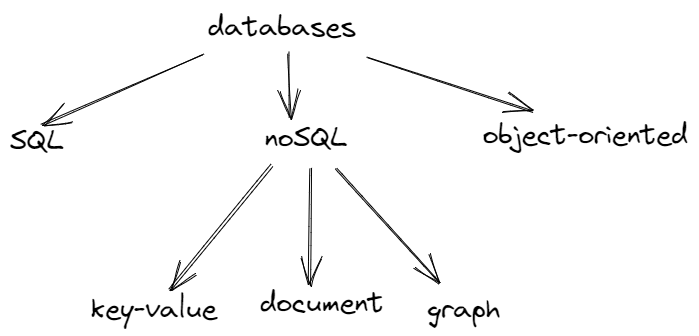 databases
SQL
noSQL
object-oriented
key-value
document
graph